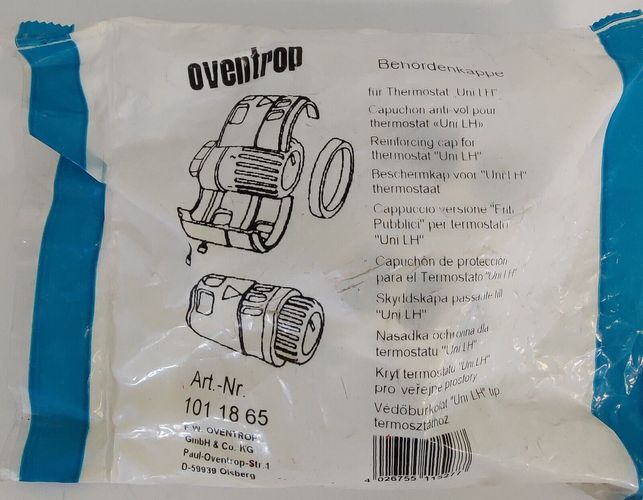 oventrop
Behördenkappe
für Thermostat „Uni LH"
Capuchon anti-vol pour
thermostat «Uni LH»
Reinforcing cap for
thermostat "Uni LH"
Beschermkap voor "Uni LH"
thermostaat
Cappuccio versione "Enti
Pubblici" per termostato
"Uni LH"
Capuchón de protección
para el Termostato "Uni LH"
Skyddskåpa passande till
"Uni LH"
Nasadka ochronna dla
termostatu "Uni LH"
Kryt termostatu "Uni LH"
pro veřejné prostory
Védőburkolat "Uni LH" tip.
termosztáthoz
Art.-Nr.
101 18 65
F.W. OVENTROP
GmbH & Co. KG
Paul-Oventrop-Str.1
D-59939 Olsberg
4 026755